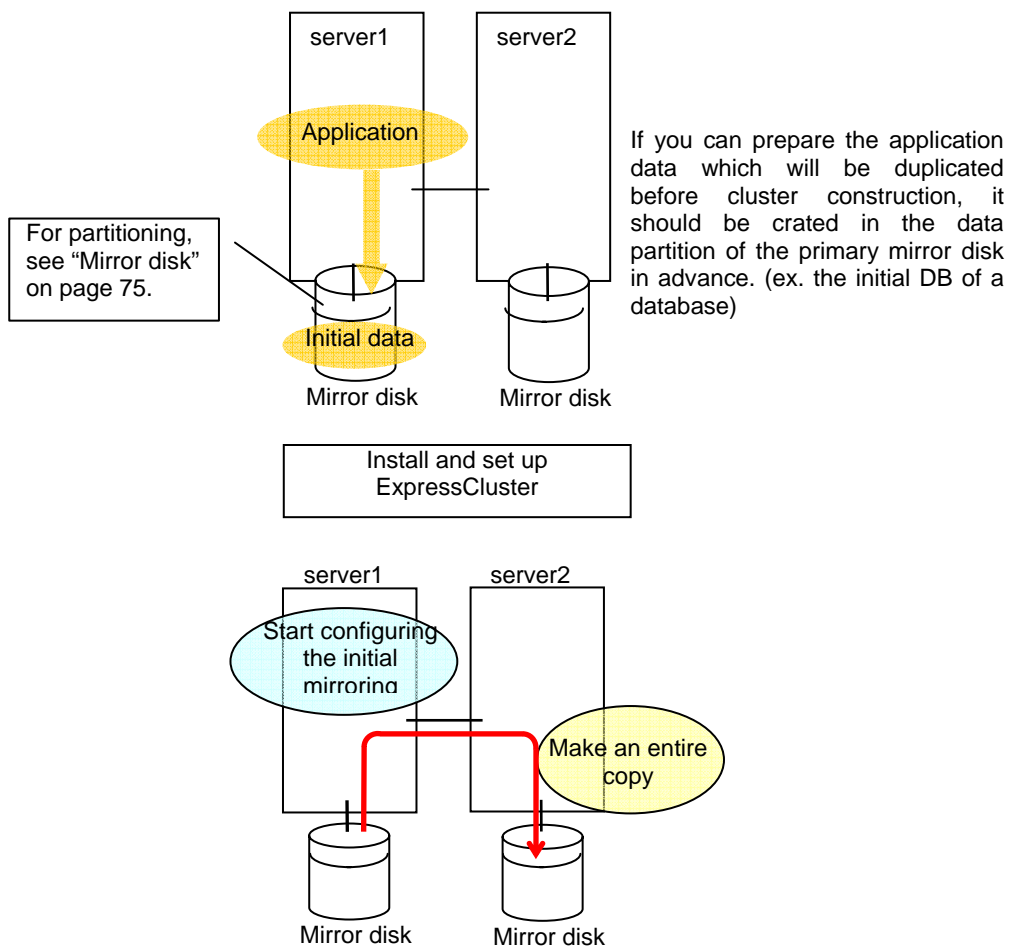 server1
server2
Application
If you can prepare the application
data which will be duplicated
before cluster construction, it
should be crated in the data
partition of the primary mirror disk
in advance. (ex. the initial DB of a
database)
For partitioning,
see “Mirror disk”
on page 75.
Initial data
Mirror disk
Mirror disk
Install and set up
ExpressCluster
server1
server2
Start configuring
the initial
mirroring
Make an entire
copy
Mirror disk
Mirror disk